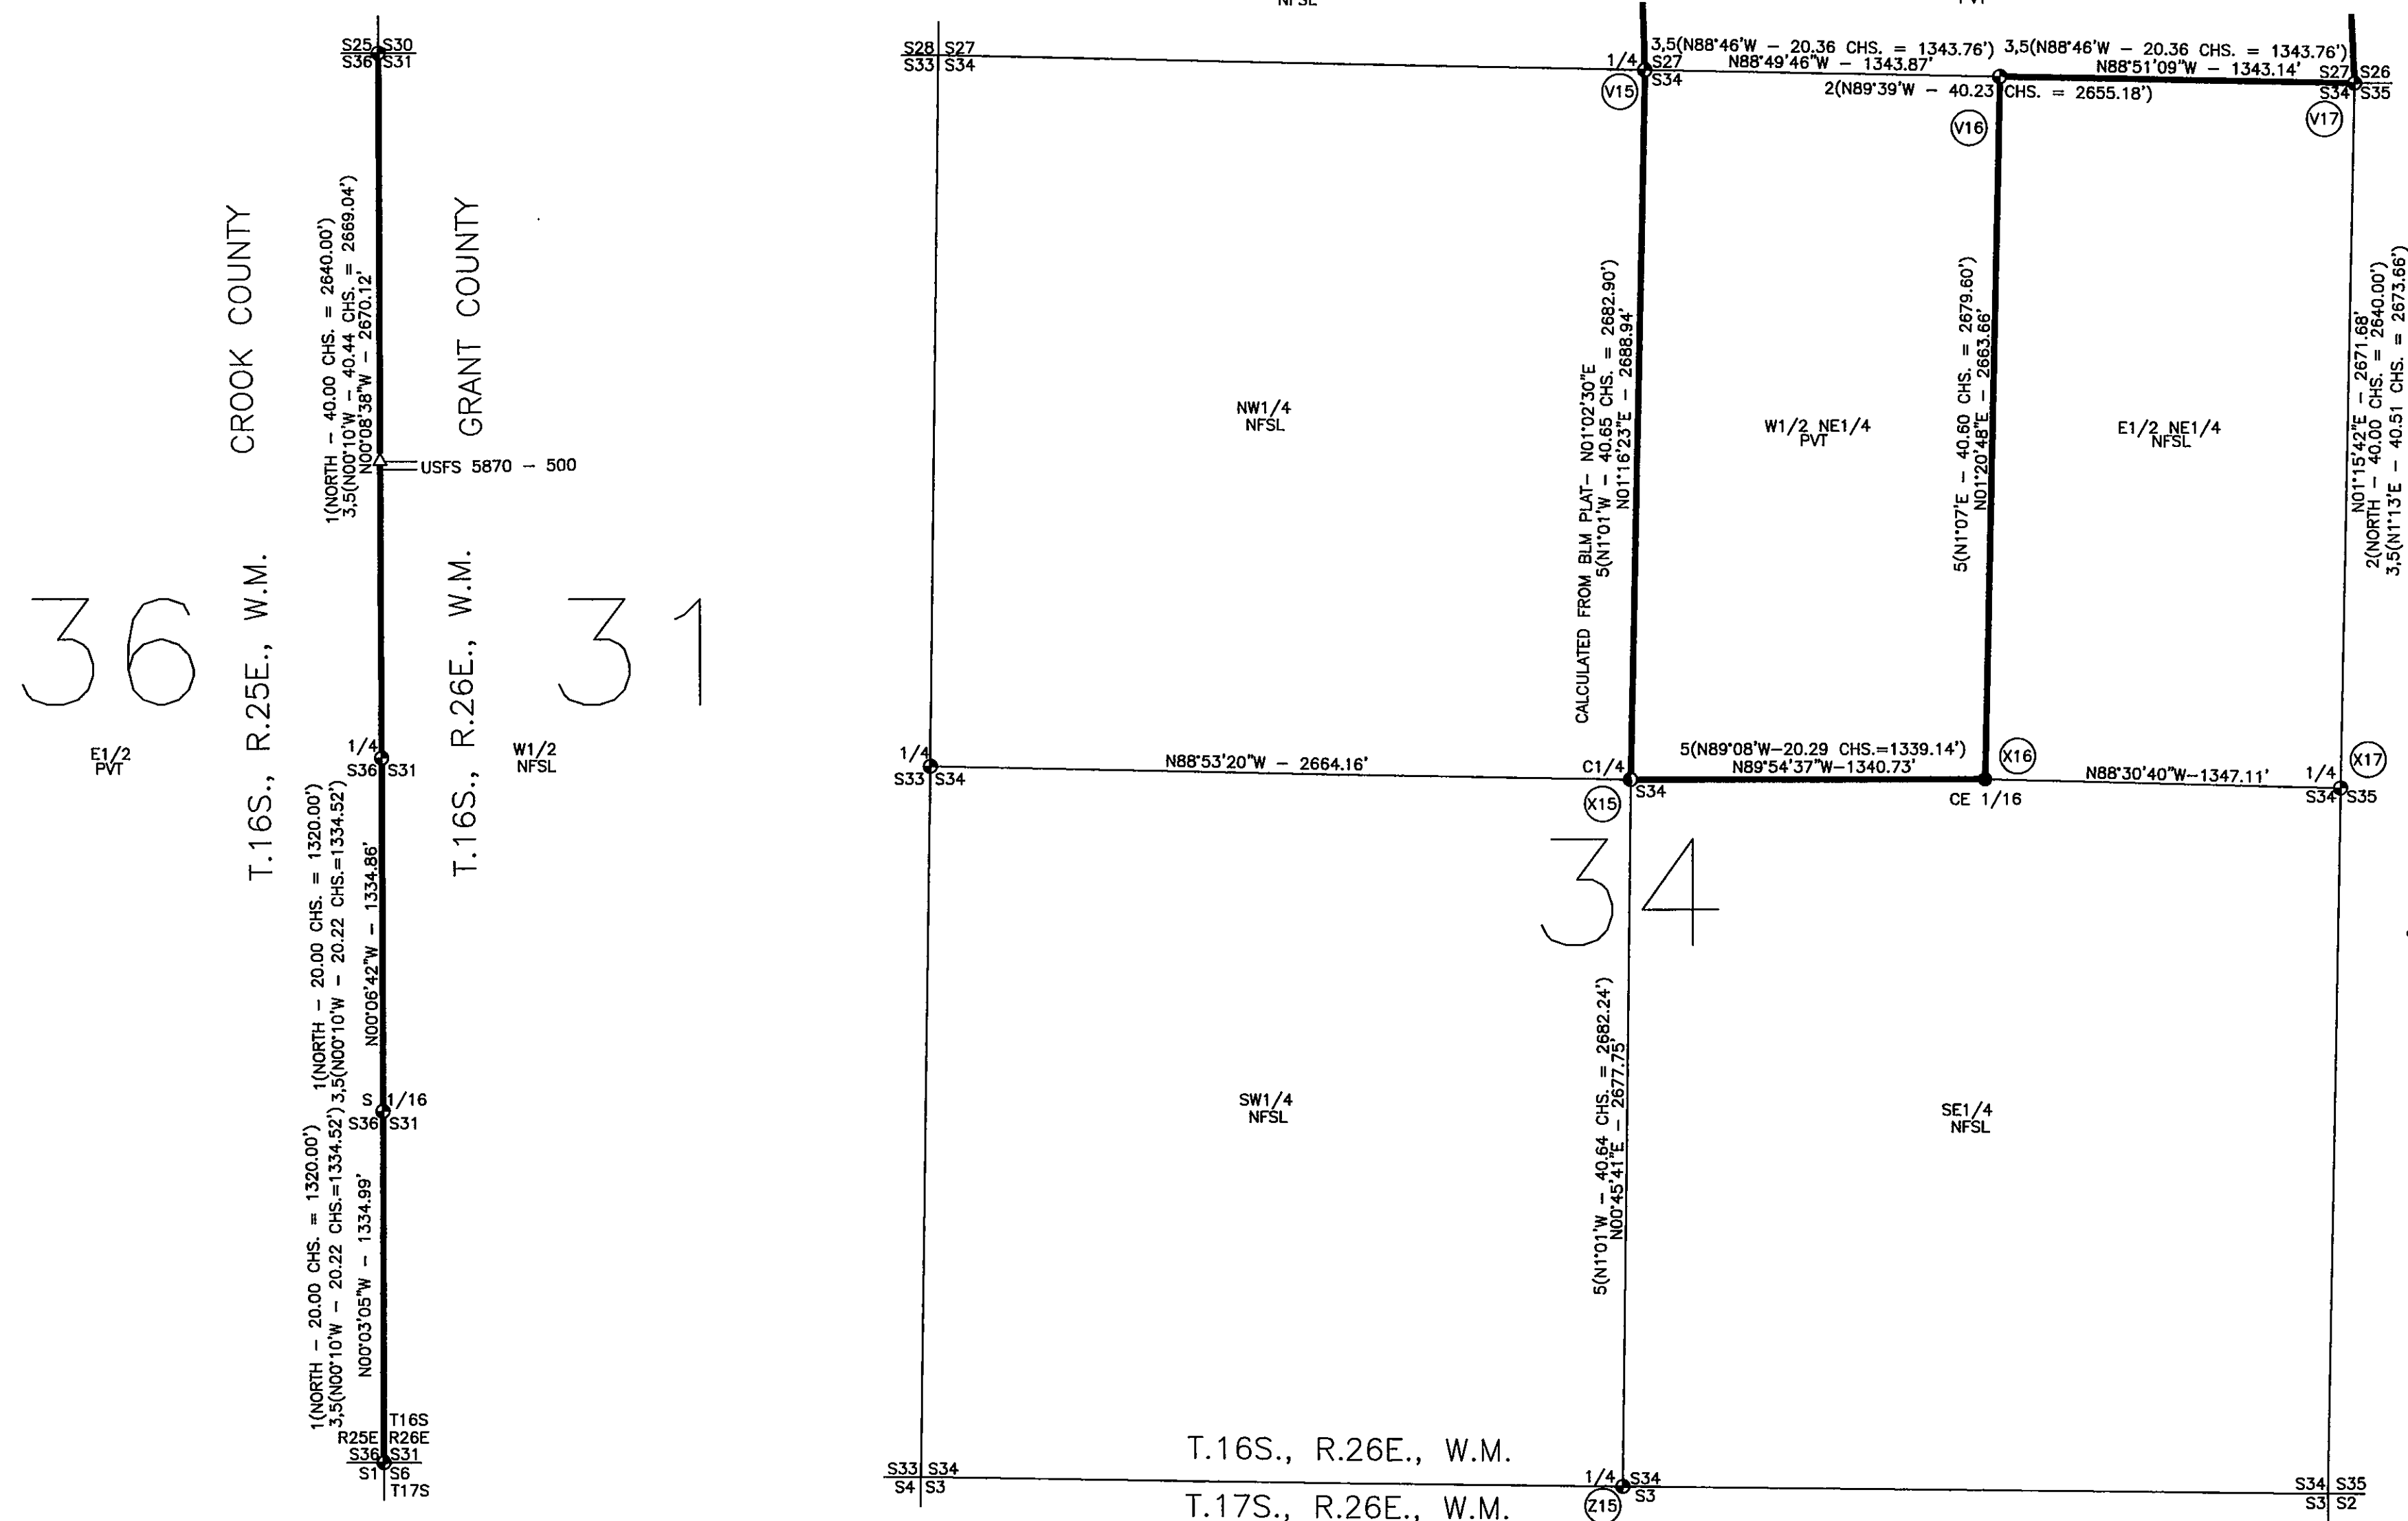 NFSL
PVT
S25 S30
S36 S31
1(NORTH - 40.00 CHS. = 2640.00')
3,5(N00°10'W - 40.44 CHS. = 2669.04')
N00°08'38"W - 2670.12'
CROOK COUNTY
GRANT COUNTY
USFS 5870 - 500
T.16S., R.25E., W.M.
T.16S., R.26E., W.M.
36
31
E1/2
PVT
1/4
S36 S31
W1/2
NFSL
1(NORTH - 20.00 CHS. = 1320.00')
3,5(N00°10'W - 20.22 CHS.=1334.52')
N00°06'42"W - 1334.86'
S 1/16
S36 S31
1(NORTH - 20.00 CHS. = 1320.00')
3,5(N00°10'W - 20.22 CHS.=1334.52')
N00°03'05"W - 1334.99'
T16S
R25E R26E
S36 S31
S1 S6
T17S
S28 S27
S33 S34
1/4 S27
S34
V15
3,5(N88°46'W - 20.36 CHS. = 1343.76') 3,5(N88°46'W - 20.36 CHS. = 1343.76')
N88°49'46"W - 1343.87'
N88°51'09"W - 1343.14'
2(N89°39'W - 40.23 CHS. = 2655.18')
V16
S27 S26
S34 S35
V17
NW1/4
NFSL
CALCULATED FROM BLM PLAT- N01°02'30"E
5(N1°01'W - 40.65 CHS. = 2682.90')
N01°16'23"E - 2688.94'
W1/2 NE1/4
PVT
5(N1°07'E - 40.60 CHS. = 2679.60')
N01°20'48"E - 2663.66'
E1/2 NE1/4
NFSL
N01°15'42"E - 2671.68'
2(NORTH - 40.00 CHS. = 2640.00')
3,5(N1°13'E - 40.51 CHS. = 2673.66')
1/4
S33 S34
N88°53'20"W - 2664.16'
C1/4
S34
X15
5(N89°08'W-20.29 CHS.=1339.14')
N89°54'37"W-1340.73'
X16
CE 1/16
N88°30'40"W-1347.11'
1/4
S34 S35
X17
34
SW1/4
NFSL
5(N1°01'W - 40.64 CHS. = 2682.24')
N00°45'41"E - 2677.75'
SE1/4
NFSL
T.16S., R.26E., W.M.
S33 S34
S4 S3
1/4 S34
S3
Z15
S34 S35
S3 S2
T.17S., R.26E., W.M.